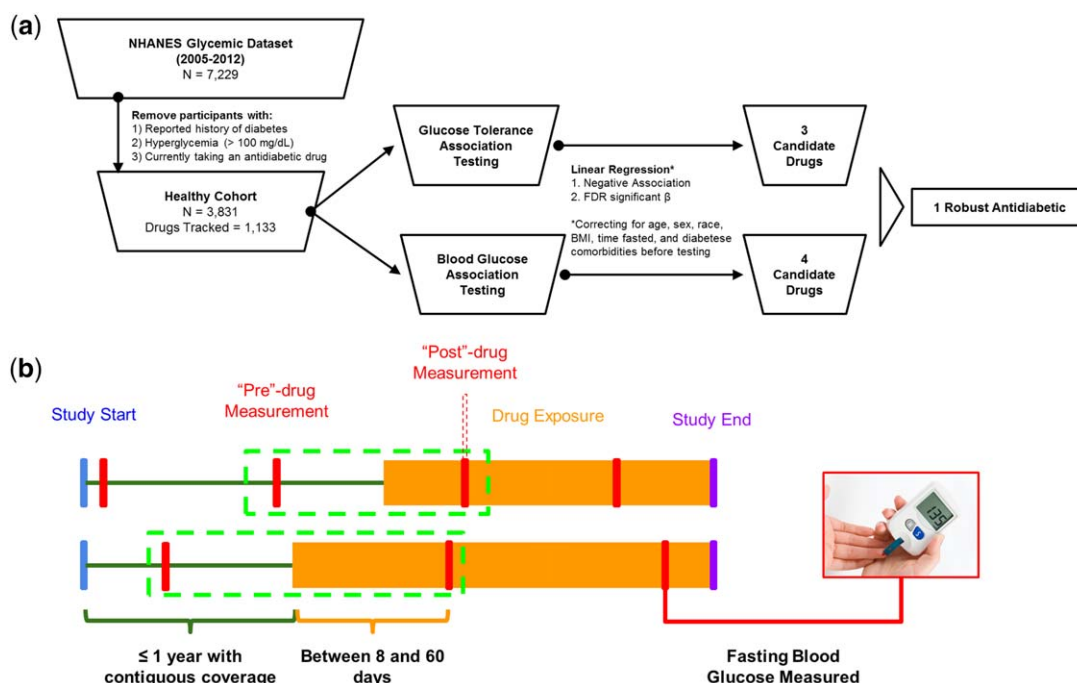 (a)
NHANES Glycemic Dataset
(2005-2012)
N = 7,229
Remove participants with:
1) Reported history of diabetes
2) Hyperglycemia (> 100 mg/dL)
3) Currently taking an antidiabetic drug
Healthy Cohort
N = 3,831
Drugs Tracked = 1,133
Glucose Tolerance
Association
Testing
Linear Regression*
1. Negative Association
2. FDR significant β
*Correcting for age, sex, race,
BMI, time fasted, and diabetese
comorbidities before testing
Blood Glucose
Association
Testing
3
Candidate
Drugs
4
Candidate
Drugs
1 Robust Antidiabetic
(b)
Study Start
"Pre"-drug
Measurement
"Post"-drug
Measurement
Drug Exposure
Study End
135
≤ 1 year with
contiguous coverage
Between 8 and 60
days
Fasting Blood
Glucose Measured